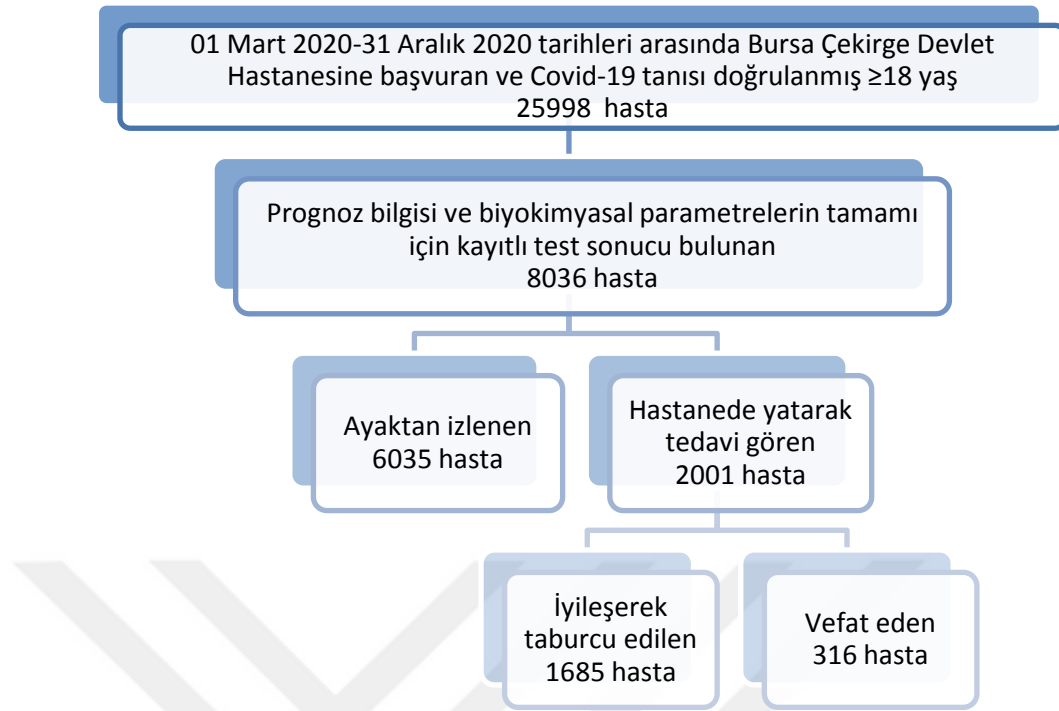 01 Mart 2020-31 Aralık 2020 tarihleri arasında Bursa Çekirge Devlet
Hastanesine başvuran ve Covid-19 tanısı doğrulanmış ≥18 yaş
25998 hasta
Prognoz bilgisi ve biyokimyasal parametrelerin tamamı
için kayıtlı test sonucu bulunan
8036 hasta
Ayaktan izlenen
6035 hasta
Hastanede yatarak
tedavi gören
2001 hasta
İyileşerek
taburcu edilen
1685 hasta
Vefat eden
316 hasta